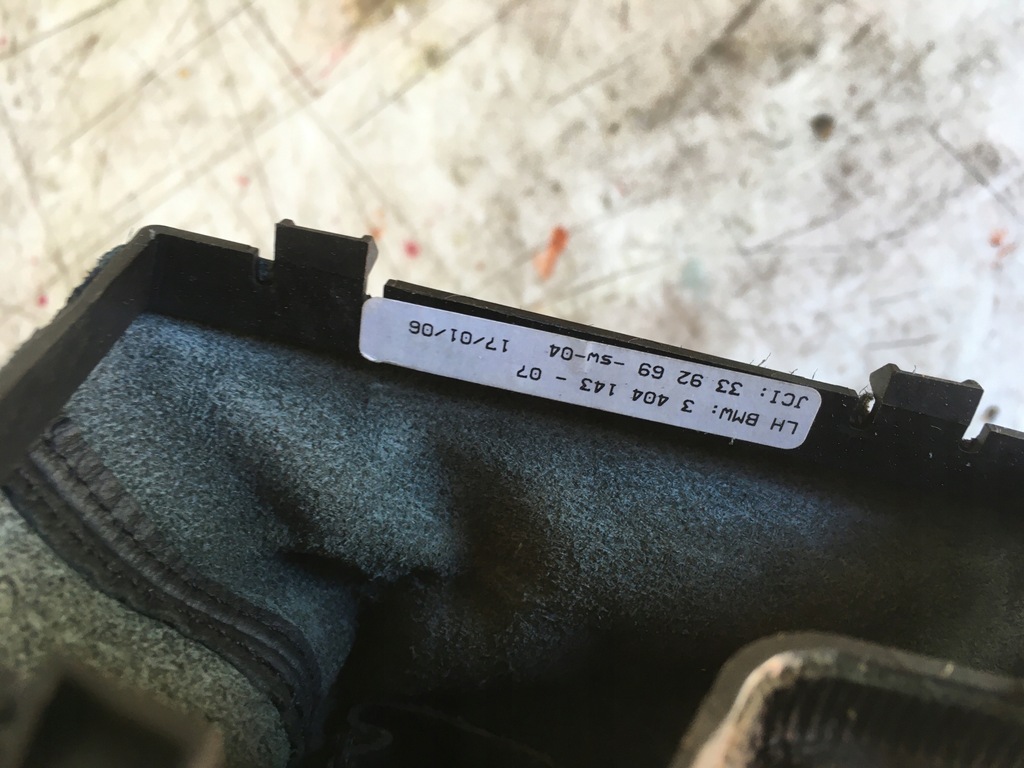 LH BMW: 3 404 143 - 07
JCI: 33 92 69 -sw-04 17/01/06